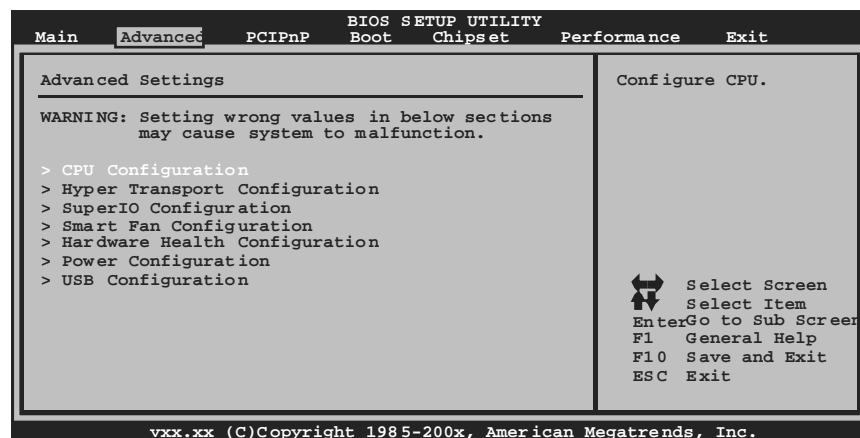 BIOS SETUP UTILITY
Main Advanced PCIPnP Boot Chipset Performance Exit
Advanced Settings
WARNING: Setting wrong values in below sections
may cause system to malfunction.
> CPU Configuration
> Hyper Transport Configuration
> SuperIO Configuration
> Smart Fan Configuration
> Hardware Health Configuration
> Power Configuration
> USB Configuration
Configure CPU.
Select Screen
Select Item
Enter Go to Sub Screen
F1 General Help
F10 Save and Exit
ESC Exit
vxx.xx (C)Copyright 1985-200x, American Megatrends, Inc.